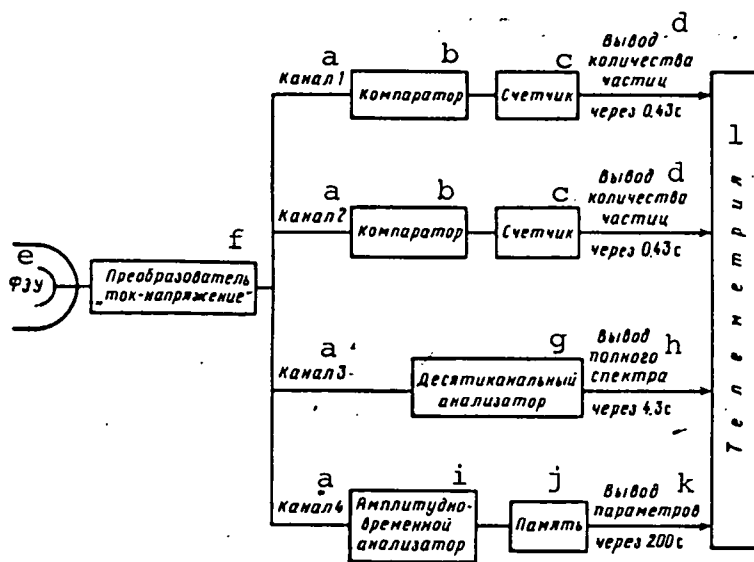 a
Канал 1
b
Компаратор
c
Счетчик
d
Вывод
количества
частиц
через 0.43с
a
Канал 2
b
Компаратор
c
Счетчик
d
Вывод
количества
частиц
через 0.43с
e
ФЭУ
f
Преобразователь
„ток-напряжение"
a
Канал 3
g
Десятиканальный
анализатор
h
Вывод
полного
спектра
через 4.3с
a
Канал 4
i
Амплитудно-
временной
анализатор
j
Память
k
Вывод
параметров
через 200с
l
Телеметрия